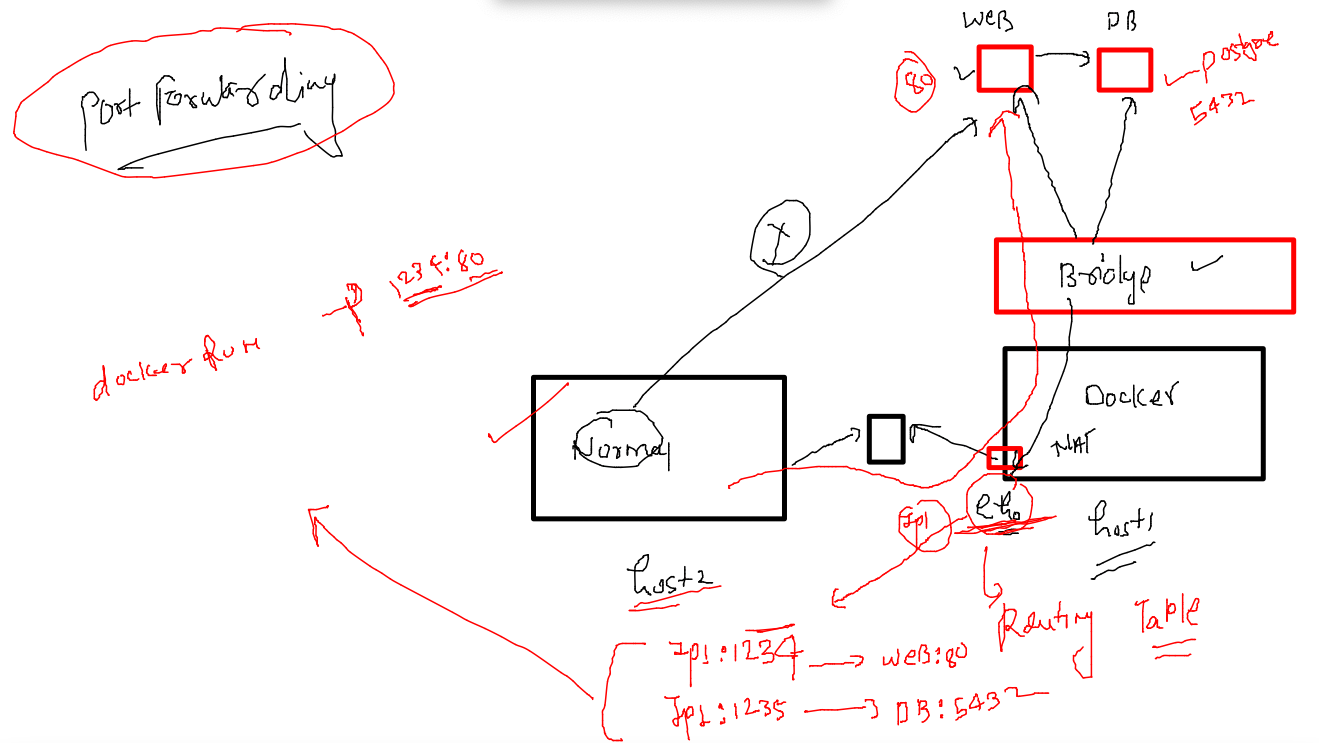 WEB
DB
Port Forwarding
80
postgre
5432
X
Bridge
-p 1234:80
docker run
Docker
Normal
NAT
Ip1
eth0
host1
host2
Routing Table
Ip1:1234 → WEB:80
Ip1:1235 → DB:5432